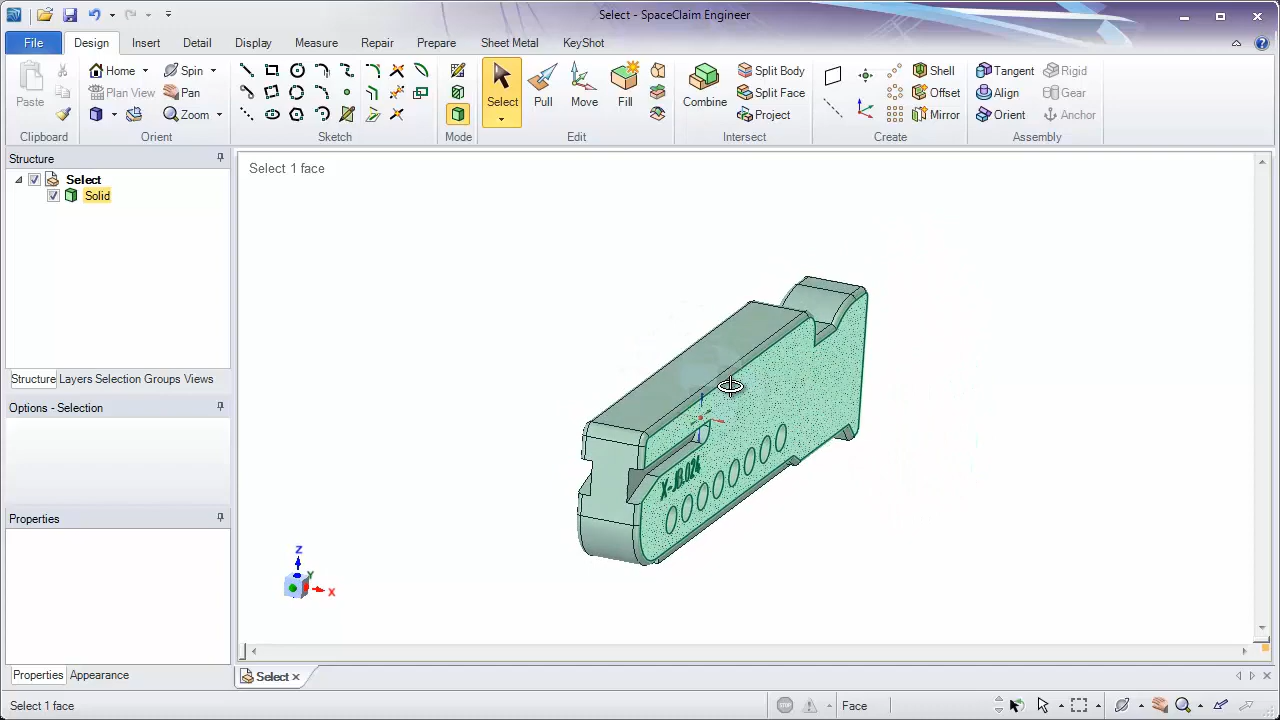 Select - SpaceClaim Engineer
File Design Insert Detail Display Measure Repair Prepare Sheet Metal KeyShot
Paste
Clipboard
Home Spin
Plan View Pan
Zoom
Orient
Sketch
Mode
Select Pull Move Fill
Edit
Combine
Split Body
Split Face
Project
Intersect
Shell
Offset
Mirror
Create
Tangent Rigid
Align Gear
Orient Anchor
Assembly
Structure
Select
Solid
Structure Layers Selection Groups Views
Options - Selection
Properties
Properties Appearance
Select 1 face
X-JB.024
Z
Y
X
Select
Select 1 face
Face